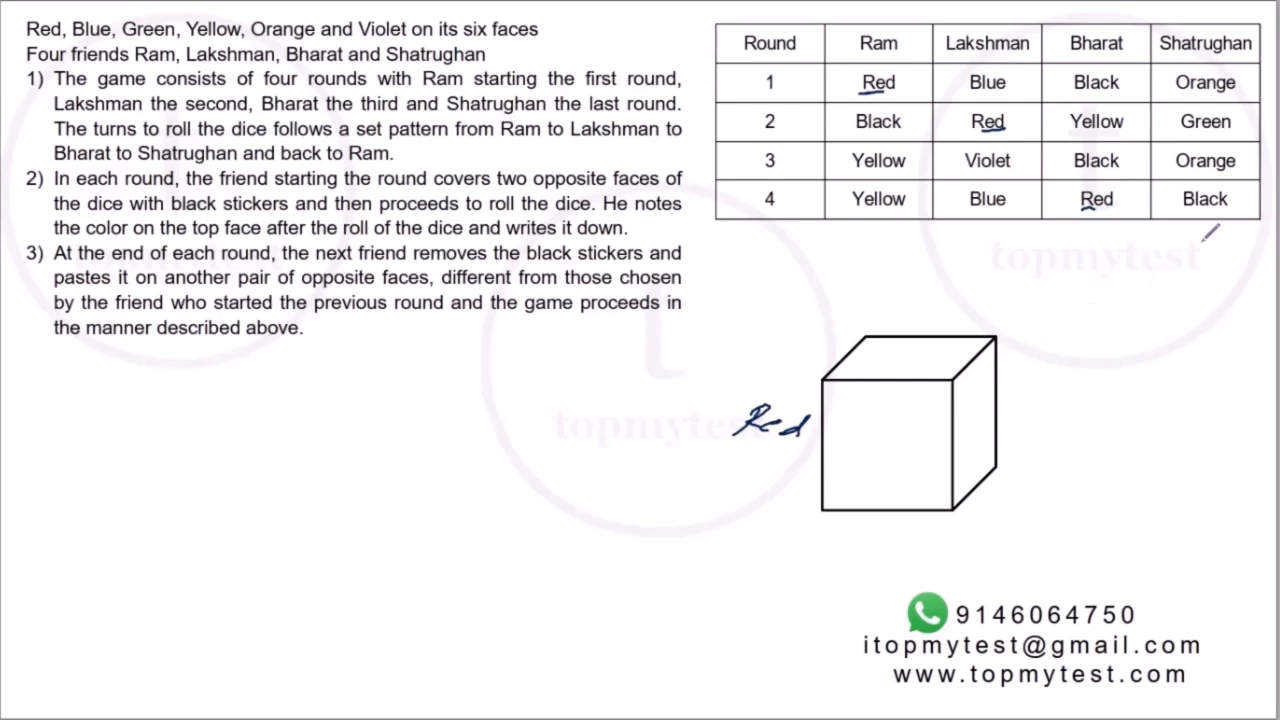 Red, Blue, Green, Yellow, Orange and Violet on its six faces
Four friends Ram, Lakshman, Bharat and Shatrughan
1) The game consists of four rounds with Ram starting the first round,
Lakshman the second, Bharat the third and Shatrughan the last round.
The turns to roll the dice follows a set pattern from Ram to Lakshman to
Bharat to Shatrughan and back to Ram.
2) In each round, the friend starting the round covers two opposite faces of
the dice with black stickers and then proceeds to roll the dice. He notes
the color on the top face after the roll of the dice and writes it down.
3) At the end of each round, the next friend removes the black stickers and
pastes it on another pair of opposite faces, different from those chosen
by the friend who started the previous round and the game proceeds in
the manner described above.
Round Ram Lakshman Bharat Shatrughan
1 Red Blue Black Orange
2 Black Red Yellow Green
3 Yellow Violet Black Orange
4 Yellow Blue Red Black
topmytest
topmytest
Red
9146064750
itopmytest@gmail.com
www.topmytest.com